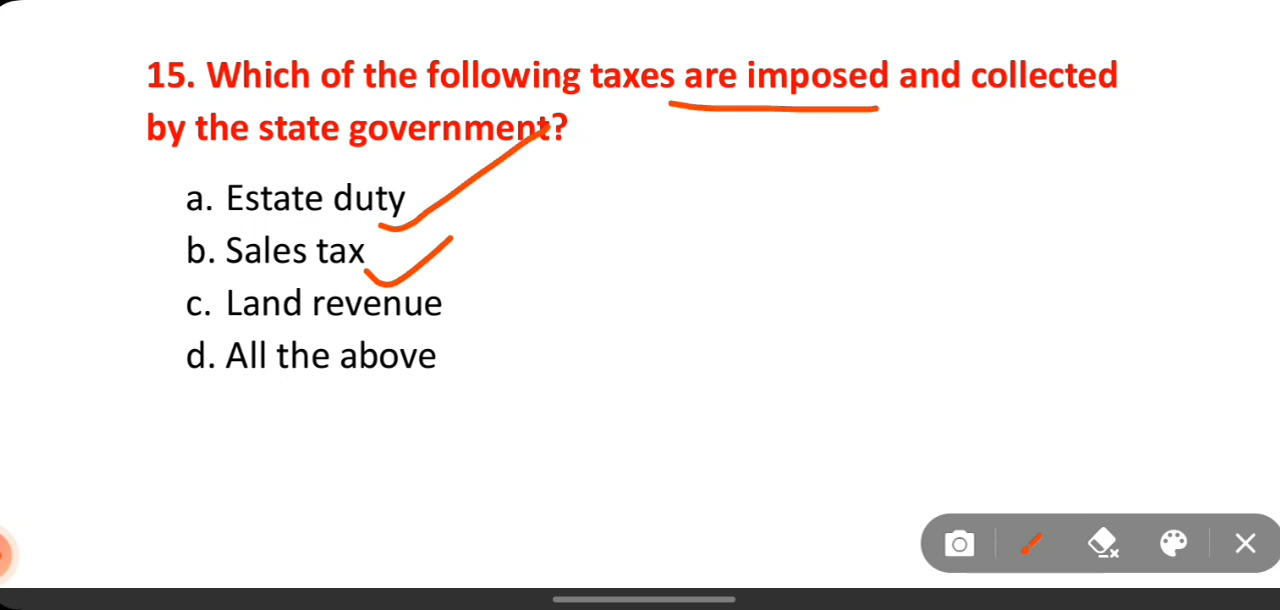 15. Which of the following taxes are imposed and collected
by the state government?
a. Estate duty
b. Sales tax
c. Land revenue
d. All the above